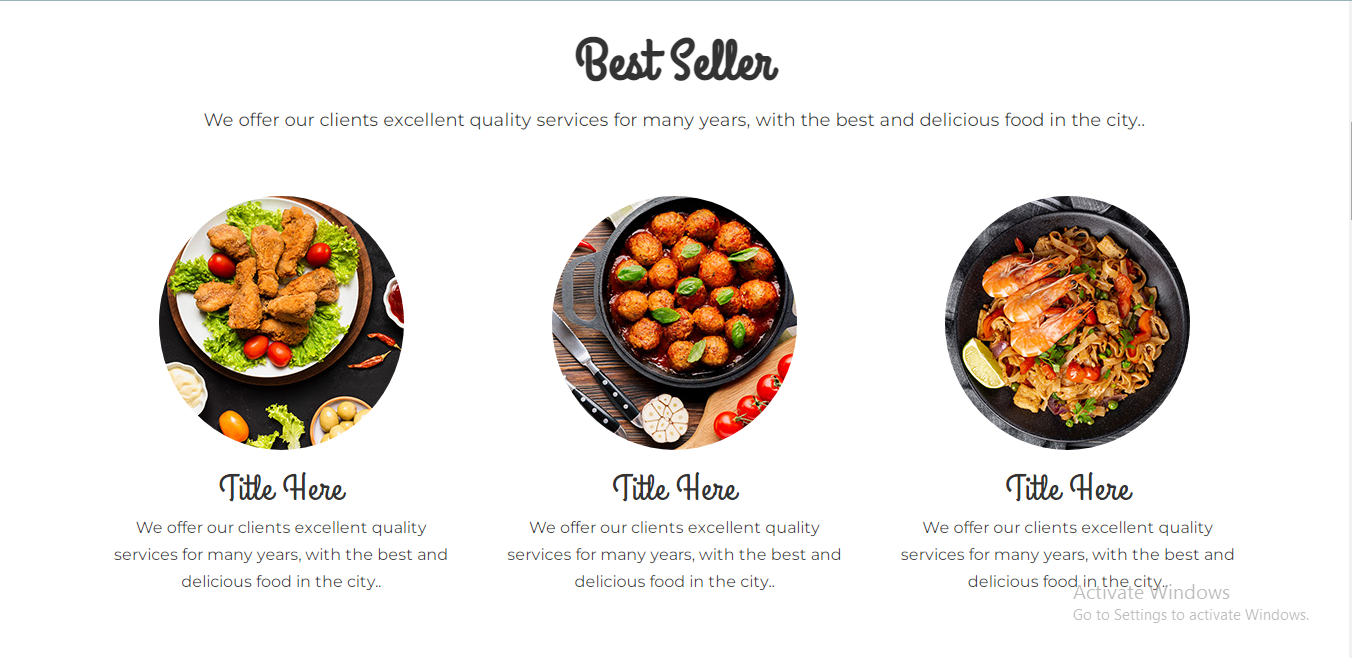 Best Seller
We offer our clients excellent quality services for many years, with the best and delicious food in the city..
Title Here
We offer our clients excellent quality
services for many years, with the best and
delicious food in the city..
Title Here
We offer our clients excellent quality
services for many years, with the best and
delicious food in the city..
Title Here
We offer our clients excellent quality
services for many years, with the best and
delicious food in the city..
Activate Windows
Go to Settings to activate Windows.